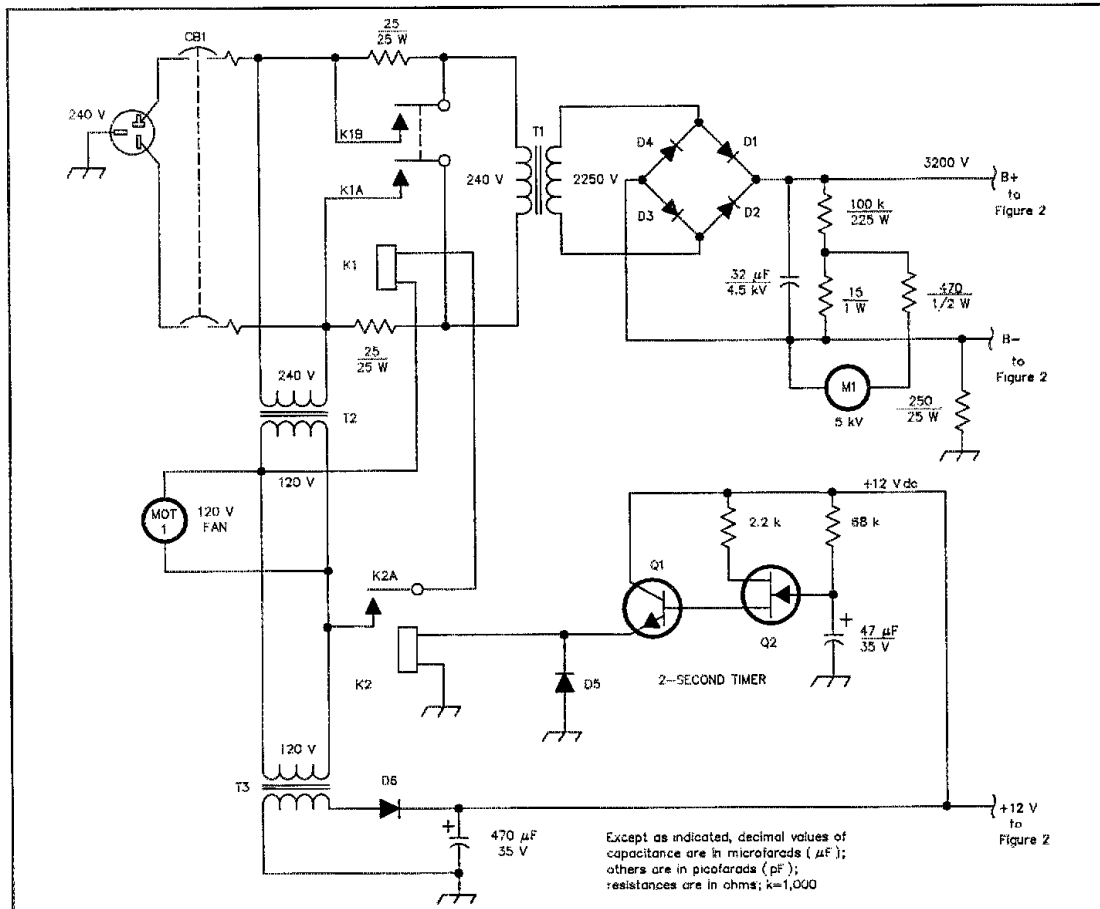 CB1
25
25 W
240 V
K1B
K1A
T1
240 V
2250 V
D4
D1
D3
D2
3200 V
B+
to
Figure 2
100 k
225 W
32 µF
4.5 kV
15
1 W
470
1/2 W
B–
to
Figure 2
M1
5 kV
250
25 W
K1
25
25 W
240 V
T2
120 V
MOT
1
120 V
FAN
K2A
K2
+12 Vdc
2.2 k
68 k
Q1
Q2
47 µF
35 V
+
D5
2–SECOND TIMER
120 V
T3
D6
+
470 µF
35 V
+12 V
to
Figure 2
Except as indicated, decimal values of
capacitance are in microfarads ( µF );
others are in picofarads ( pF );
resistances are in ohms; k=1,000